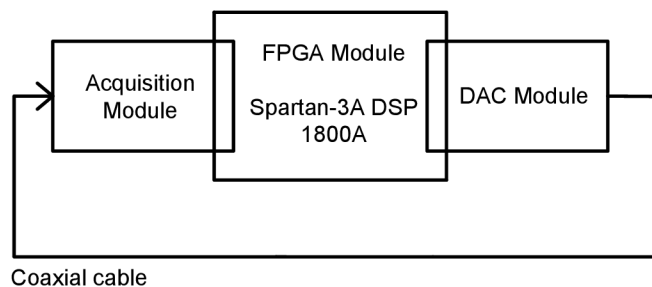 Acquisition
Module
FPGA Module
Spartan-3A DSP
1800A
DAC Module
Coaxial cable